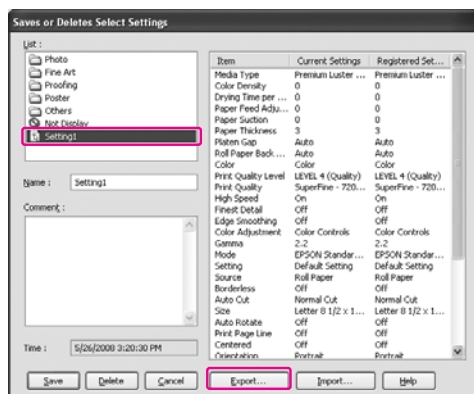 Saves or Deletes Select Settings
List :
Photo
Fine Art
Proofing
Poster
Others
Not Display
Setting1
Name : Setting1
Comment :
Time : 5/26/2008 3:20:30 PM
Item Current Settings Registered Set...
Media Type Premium Luster ... Premium Luster ...
Color Density 0 0
Drying Time per ... 0 0
Paper Feed Adju... 0 0
Paper Suction 0 0
Paper Thickness 3 3
Platen Gap Auto Auto
Roll Paper Back ... Auto Auto
Color Color Color
Print Quality Level LEVEL 4 (Quality) LEVEL 4 (Quality)
Print Quality SuperFine - 720... SuperFine - 720...
High Speed On On
Finest Detail Off Off
Edge Smoothing Off Off
Color Adjustment Color Controls Color Controls
Gamma 2.2 2.2
Mode EPSON Standar... EPSON Standar...
Setting Default Setting Default Setting
Source Roll Paper Roll Paper
Borderless Off Off
Auto Cut Normal Cut Normal Cut
Size Letter 8 1/2 x 1... Letter 8 1/2 x 1...
Auto Rotate Off Off
Print Page Line Off Off
Centered Off Off
Orientation Portrait Portrait
Save Delete Cancel Export... Import... Help